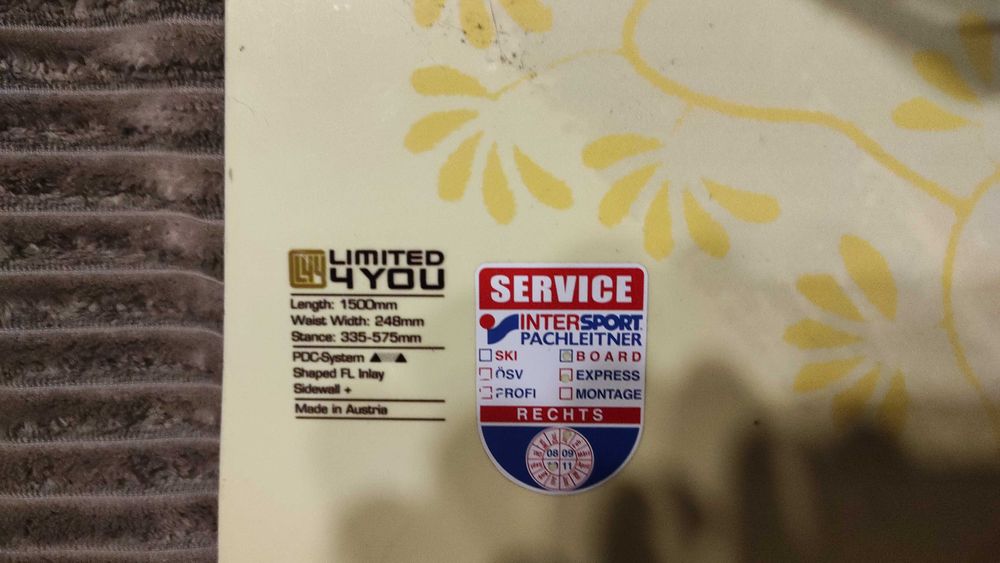 L4Y
LIMITED
4YOU
Length: 1500mm
Waist Width: 248mm
Stance: 335-575mm
PDC-System
Shaped FL Inlay
Sidewall +
Made in Austria
SERVICE
INTERSPORT
PACHLEITNER
SKI BOARD
ÖSV EXPRESS
PROFI MONTAGE
RECHTS
08 09
11